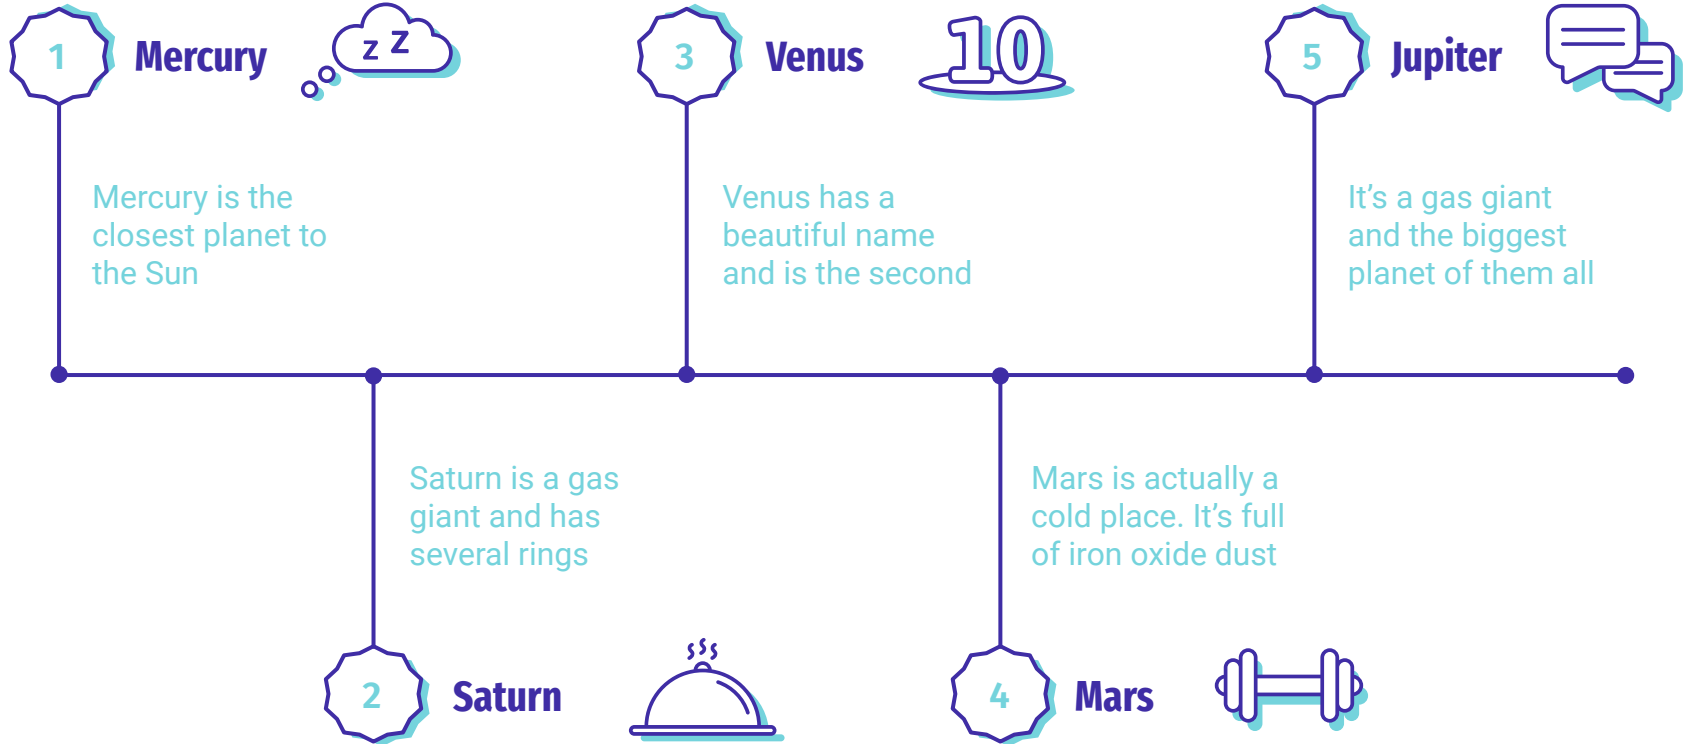 1
Mercury
z z
Mercury is the
closest planet to
the Sun
2
Saturn
Saturn is a gas
giant and has
several rings
3
Venus
10
Venus has a
beautiful name
and is the second
4
Mars
Mars is actually a
cold place. It’s full
of iron oxide dust
5
Jupiter
It’s a gas giant
and the biggest
planet of them all